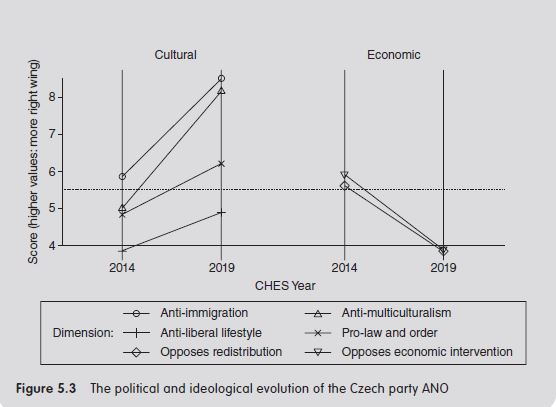 Cultural
Economic
Score (higher values: more right wing)
8
7
6
5
4
2014
2019
2014
2019
CHES Year
Dimension:
Anti-immigration
Anti-multiculturalism
Anti-liberal lifestyle
Pro-law and order
Opposes redistribution
Opposes economic intervention
Figure 5.3 The political and ideological evolution of the Czech party ANO